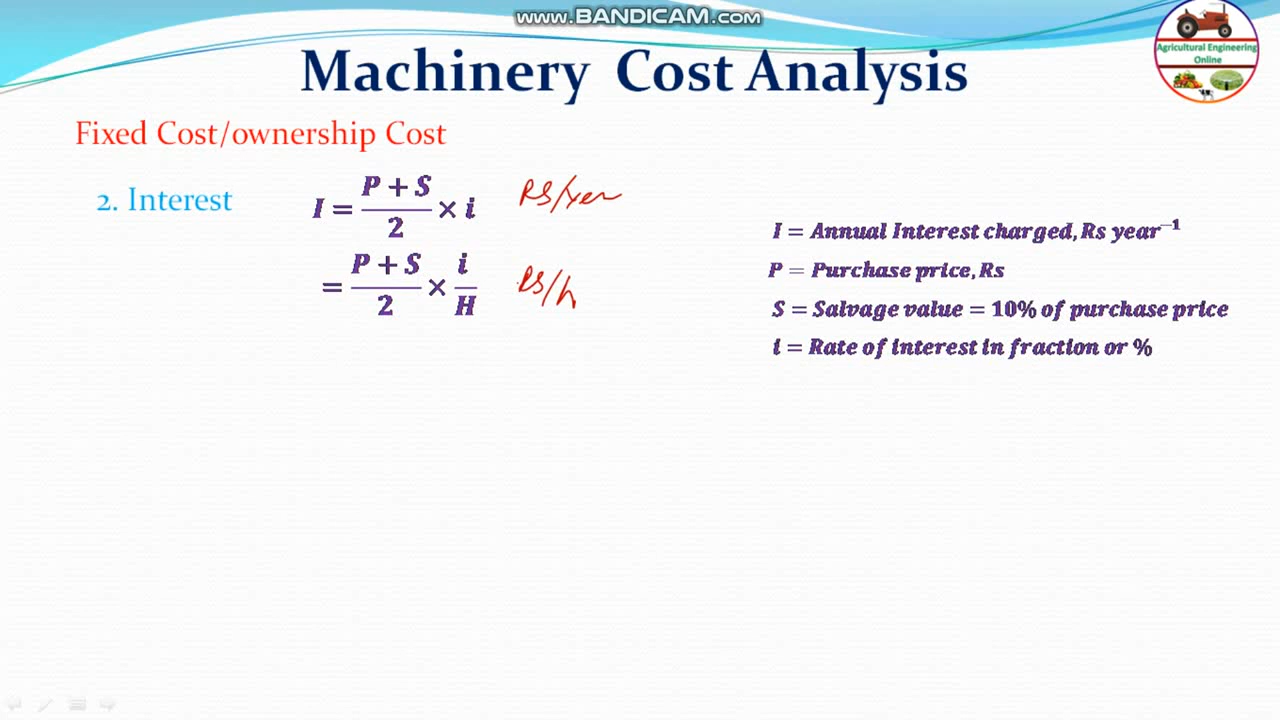 www.BANDICAM.com
Machinery Cost Analysis
Agricultural Engineering
Online
Fixed Cost/ownership Cost
2. Interest
I = (P + S)/2 × i Rs/year
= (P + S)/2 × i/H Rs/h
I = Annual Interest charged, Rs year⁻¹
P = Purchase price, Rs
S = Salvage value = 10% of purchase price
i = Rate of interest in fraction or %